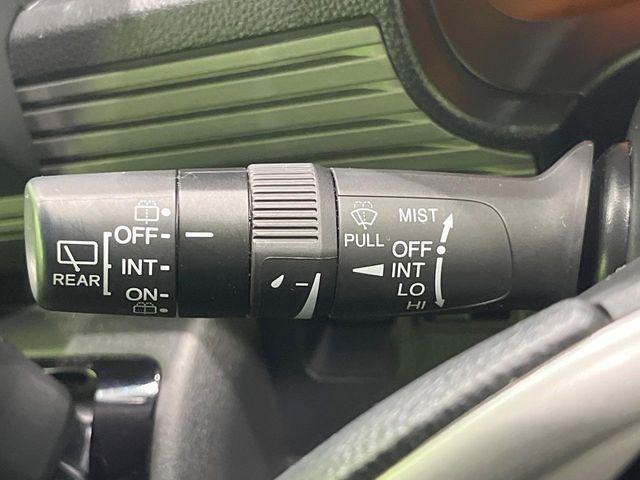 OFF
INT
ON
REAR
PULL
MIST
OFF
INT
LO
HI